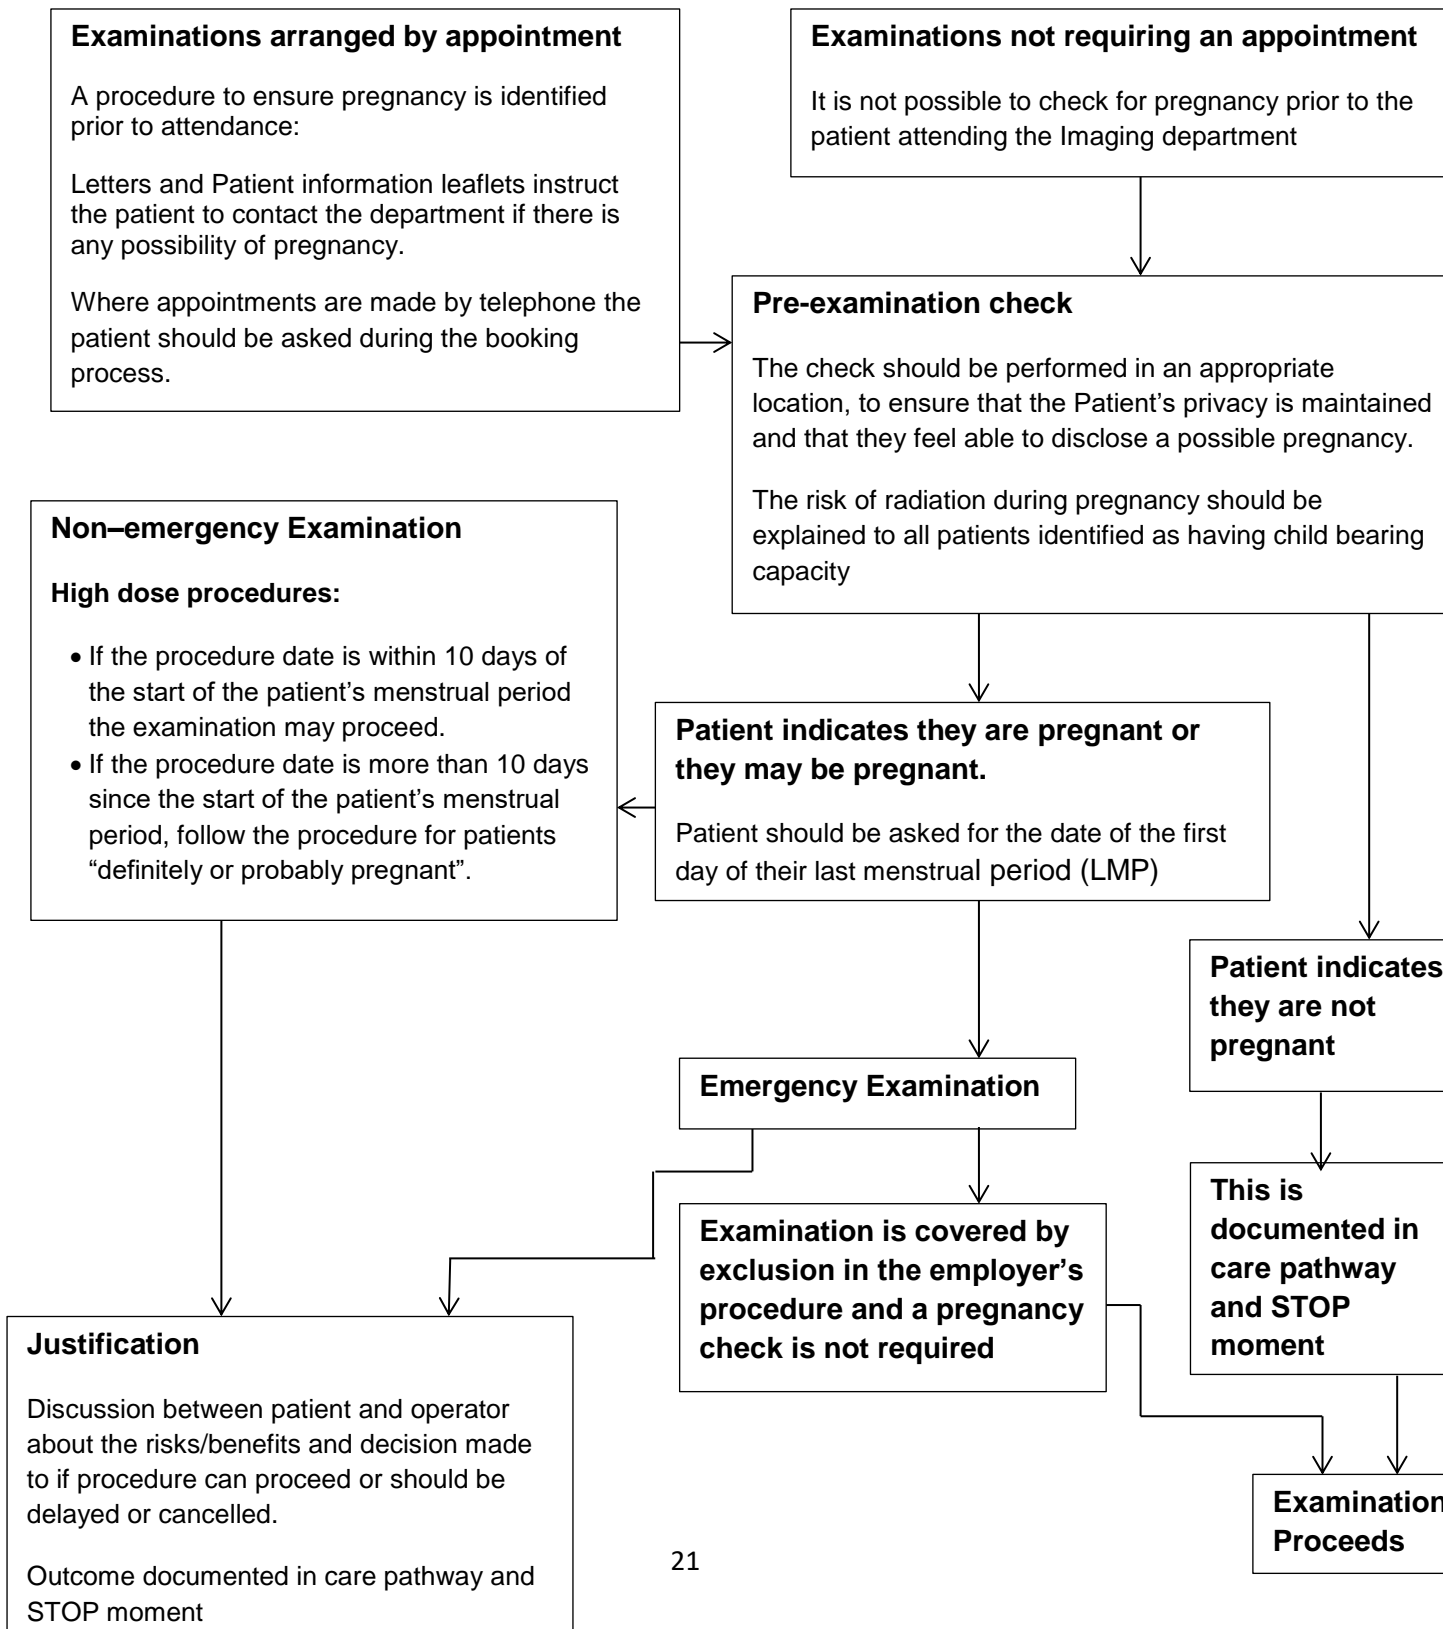 Examinations arranged by appointment
A procedure to ensure pregnancy is identified
prior to attendance:
Letters and Patient information leaflets instruct
the patient to contact the department if there is
any possibility of pregnancy.
Where appointments are made by telephone the
patient should be asked during the booking
process.
Examinations not requiring an appointment
It is not possible to check for pregnancy prior to the
patient attending the Imaging department
Pre-examination check
The check should be performed in an appropriate
location, to ensure that the Patient’s privacy is maintained
and that they feel able to disclose a possible pregnancy.
The risk of radiation during pregnancy should be
explained to all patients identified as having child bearing
capacity
Non–emergency Examination
High dose procedures:
• If the procedure date is within 10 days of
the start of the patient’s menstrual period
the examination may proceed.
• If the procedure date is more than 10 days
since the start of the patient’s menstrual
period, follow the procedure for patients
“definitely or probably pregnant”.
Patient indicates they are pregnant or
they may be pregnant.
Patient should be asked for the date of the first
day of their last menstrual period (LMP)
Patient indicates
they are not
pregnant
Emergency Examination
This is
documented in
care pathway
and STOP
moment
Examination is covered by
exclusion in the employer’s
procedure and a pregnancy
check is not required
Justification
Discussion between patient and operator
about the risks/benefits and decision made
to if procedure can proceed or should be
delayed or cancelled.
Outcome documented in care pathway and
STOP moment
Examination
Proceeds
21